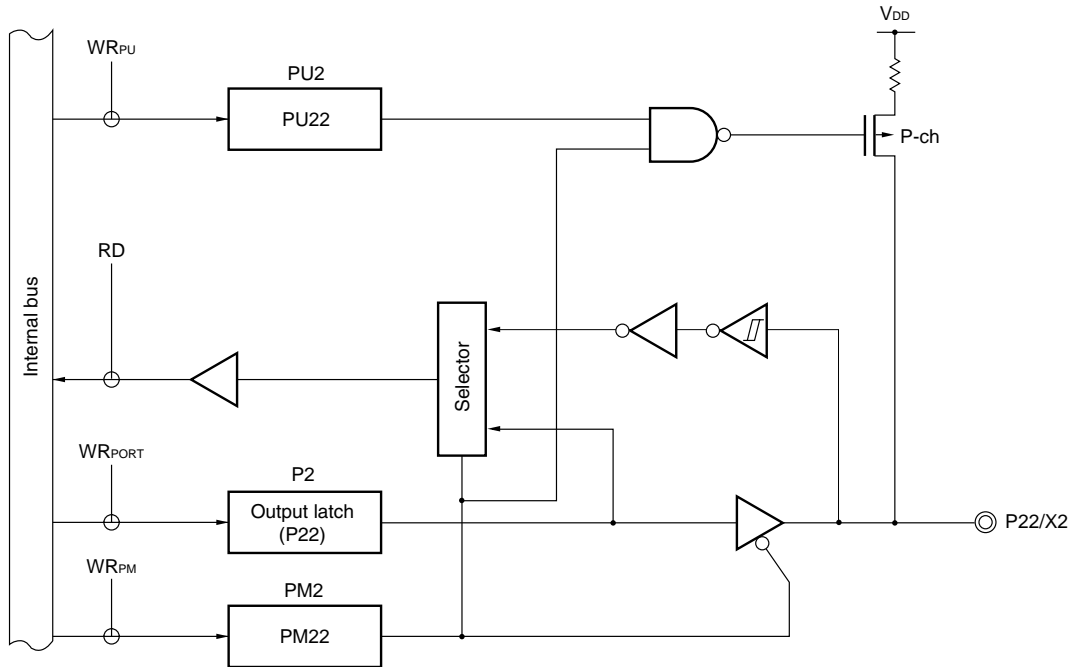 VDD
WRPU
PU2
PU22
P-ch
RD
Internal bus
Selector
WRPORT
P2
Output latch
(P22)
P22/X2
WRPM
PM2
PM22